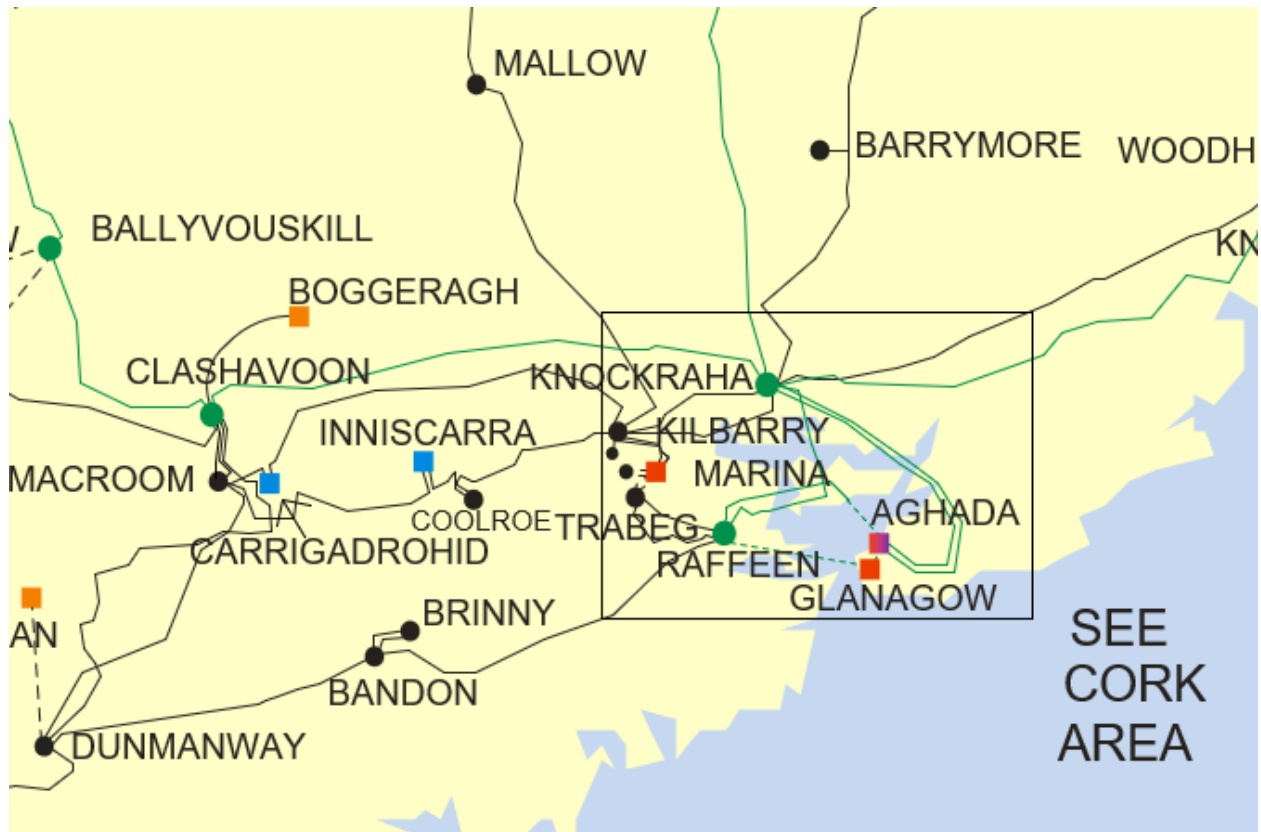 MALLOW
BARRYMORE
WOODH
BALLYVOUSKILL
KN
BOGGERAGH
CLASHAVOON
KNOCKRAHA
INNISCARRA
KILBARRY
MACROOM
MARINA
COOLROE
TRABEG
AGHADA
CARRIGADROHID
RAFFEEN
GLANAGOW
BRINNY
AN
SEE
CORK
AREA
BANDON
DUNMANWAY